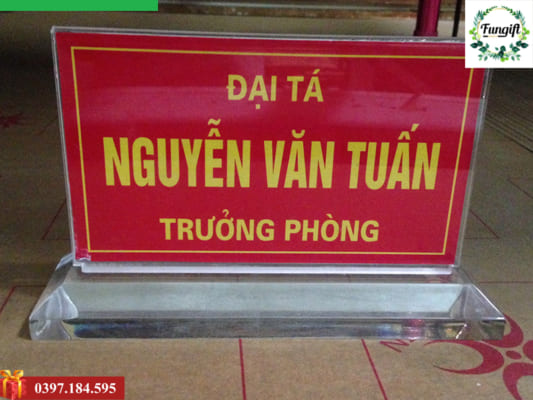 Fungift
ĐẠI TÁ
NGUYỄN VĂN TUẤN
TRƯỞNG PHÒNG
0397.184.595